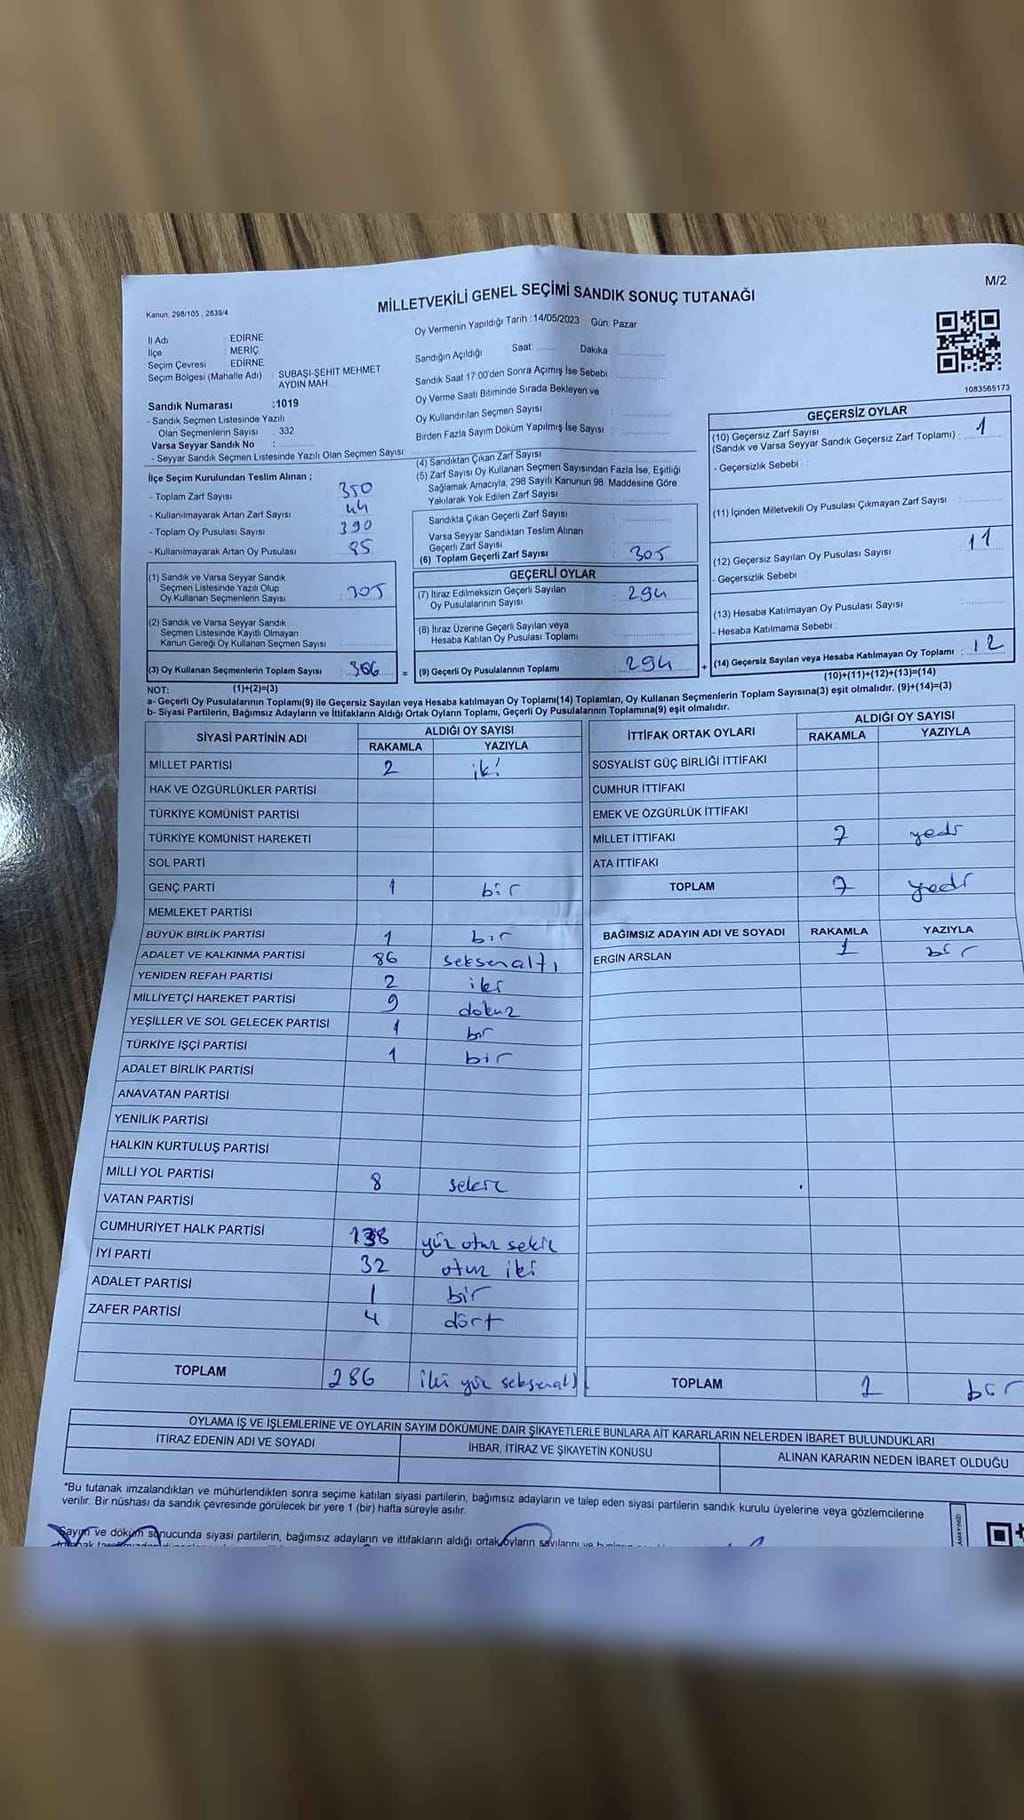 M/2
MİLLETVEKİLİ GENEL SEÇİMİ SANDIK SONUÇ TUTANAĞI
Kanun, 298/105 , 2839/4
Oy Vermenin Yapıldığı Tarih : 14/05/2023 Gün: Pazar
İl Adı : EDİRNE
İlçe : MERİÇ
Seçim Çevresi : EDİRNE
Seçim Bölgesi (Mahalle Adı) : SUBAŞI-ŞEHİT MEHMET
AYDIN MAH
Sandık Numarası :1019
- Sandık Seçmen Listesinde Yazılı
Olan Seçmenlerin Sayısı : 332
Varsa Seyyar Sandık No :
- Seyyar Sandık Seçmen Listesinde Yazılı Olan Seçmen Sayısı:
Sandığın Açıldığı Saat: Dakika
Sandık Saat 17:00'den Sonra Açımış İse Sebebi :
Oy Verme Saati Bitiminde Sırada Bekleyen ve
Oy Kullandırılan Seçmen Sayısı :
Birden Fazla Sayım Döküm Yapılmış İse Sayısı :
1083565173
İlçe Seçim Kurulundan Teslim Alınan ;
- Toplam Zarf Sayısı : 350
- Kullanılmayarak Artan Zarf Sayısı : 44
- Toplam Oy Pusulası Sayısı : 390
- Kullanılmayarak Artan Oy Pusulası : 85
(1) Sandık ve Varsa Seyyar Sandık
Seçmen Listesinde Yazılı Olup
Oy Kullanan Seçmenlerin Sayısı : 305
(2) Sandık ve Varsa Seyyar Sandık
Seçmen Listesinde Kayıtlı Olmayan
Kanun Gereği Oy Kullanan Seçmen Sayısı :
(3) Oy Kullanan Seçmenlerin Toplam Sayısı : 306 =
(1)+(2)=(3)
(4) Sandıktan Çıkan Zarf Sayısı :
(5) Zarf Sayısı Oy Kullanan Seçmen Sayısından Fazla İse, Eşitliği
Sağlamak Amacıyla, 298 Sayılı Kanunun 98. Maddesine Göre
Yakılarak Yok Edilen Zarf Sayısı :
Sandıkta Çıkan Geçerli Zarf Sayısı :
Varsa Seyyar Sandıktan Teslim Alınan
Geçerli Zarf Sayısı :
(6) Toplam Geçerli Zarf Sayısı : 305
GEÇERLİ OYLAR
(7) İtiraz Edilmeksizin Geçerli Sayılan
Oy Pusulalarının Sayısı : 294
(8) İtiraz Üzerine Geçerli Sayılan veya
Hesaba Katılan Oy Pusulası Toplamı :
(9) Geçerli Oy Pusulalarının Toplamı : 294 +
GEÇERSİZ OYLAR
(10) Geçersiz Zarf Sayısı
(Sandık ve Varsa Seyyar Sandık Geçersiz Zarf Toplamı) : 1
- Geçersizlik Sebebi :
(11) İçinden Milletvekili Oy Pusulası Çıkmayan Zarf Sayısı :
(12) Geçersiz Sayılan Oy Pusulası Sayısı : 11
- Geçersizlik Sebebi :
(13) Hesaba Katılmayan Oy Pusulası Sayısı :
- Hesaba Katılmama Sebebi :
(14) Geçersiz Sayılan veya Hesaba Katılmayan Oy Toplamı : 12
(10)+(11)+(12)+(13)=(14)
NOT:
a- Geçerli Oy Pusulalarının Toplamı(9) ile Geçersiz Sayılan veya Hesaba katılmayan Oy Toplamı(14) Toplamları, Oy Kullanan Seçmenlerin Toplam Sayısına(3) eşit olmalıdır. (9)+(14)=(3)
b- Siyasi Partilerin, Bağımsız Adayların ve İttifakların Aldığı Ortak Oyların Toplamı, Geçerli Oy Pusulalarının Toplamına(9) eşit olmalıdır.
SİYASİ PARTİNİN ADI ALDIĞI OY SAYISI
RAKAMLA YAZIYLA
MİLLET PARTİSİ 2 iki
HAK VE ÖZGÜRLÜKLER PARTİSİ
TÜRKİYE KOMÜNİST PARTİSİ
TÜRKİYE KOMÜNİST HAREKETİ
SOL PARTİ
GENÇ PARTİ 1 bir
MEMLEKET PARTİSİ
BÜYÜK BİRLİK PARTİSİ 1 bir
ADALET VE KALKINMA PARTİSİ 86 seksenaltı
YENİDEN REFAH PARTİSİ 2 iki
MİLLİYETÇİ HAREKET PARTİSİ 9 dokuz
YEŞİLLER VE SOL GELECEK PARTİSİ 1 bir
TÜRKİYE İŞÇİ PARTİSİ 1 bir
ADALET BİRLİK PARTİSİ
ANAVATAN PARTİSİ
YENİLİK PARTİSİ
HALKIN KURTULUŞ PARTİSİ
MİLLİ YOL PARTİSİ 8 sekiz
VATAN PARTİSİ
CUMHURİYET HALK PARTİSİ 138 yüz otuz sekiz
İYİ PARTİ 32 otuz iki
ADALET PARTİSİ 1 bir
ZAFER PARTİSİ 4 dört
TOPLAM 286 iki yüz seksenaltı
İTTİFAK ORTAK OYLARI ALDIĞI OY SAYISI
RAKAMLA YAZIYLA
SOSYALİST GÜÇ BİRLİĞİ İTTİFAKI
CUMHUR İTTİFAKI
EMEK VE ÖZGÜRLÜK İTTİFAKI
MİLLET İTTİFAKI 7 yedi
ATA İTTİFAKI
TOPLAM 7 yedi
BAĞIMSIZ ADAYIN ADI VE SOYADI RAKAMLA YAZIYLA
ERGİN ARSLAN 1 bir
TOPLAM 1 bir
OYLAMA İŞ VE İŞLEMLERİNE VE OYLARIN SAYIM DÖKÜMÜNE DAİR ŞİKAYETLERLE BUNLARA AİT KARARLARIN NELERDEN İBARET BULUNDUKLARI
İTİRAZ EDENİN ADI VE SOYADI İHBAR, İTİRAZ VE ŞİKAYETİN KONUSU ALINAN KARARIN NEDEN İBARET OLDUĞU
*Bu tutanak imzalandıktan ve mühürlendikten sonra seçime katılan siyasi partilerin, bağımsız adayların ve talep eden siyasi partilerin sandık kurulu üyelerine veya gözlemcilerine
verilir. Bir nüshası da sandık çevresinde görülecek bir yere 1 (bir) hafta süreyle asılır.
Sayım ve döküm sonucunda siyasi partilerin, bağımsız adayların ve ittifakların aldığı ortak oyların sayılarını